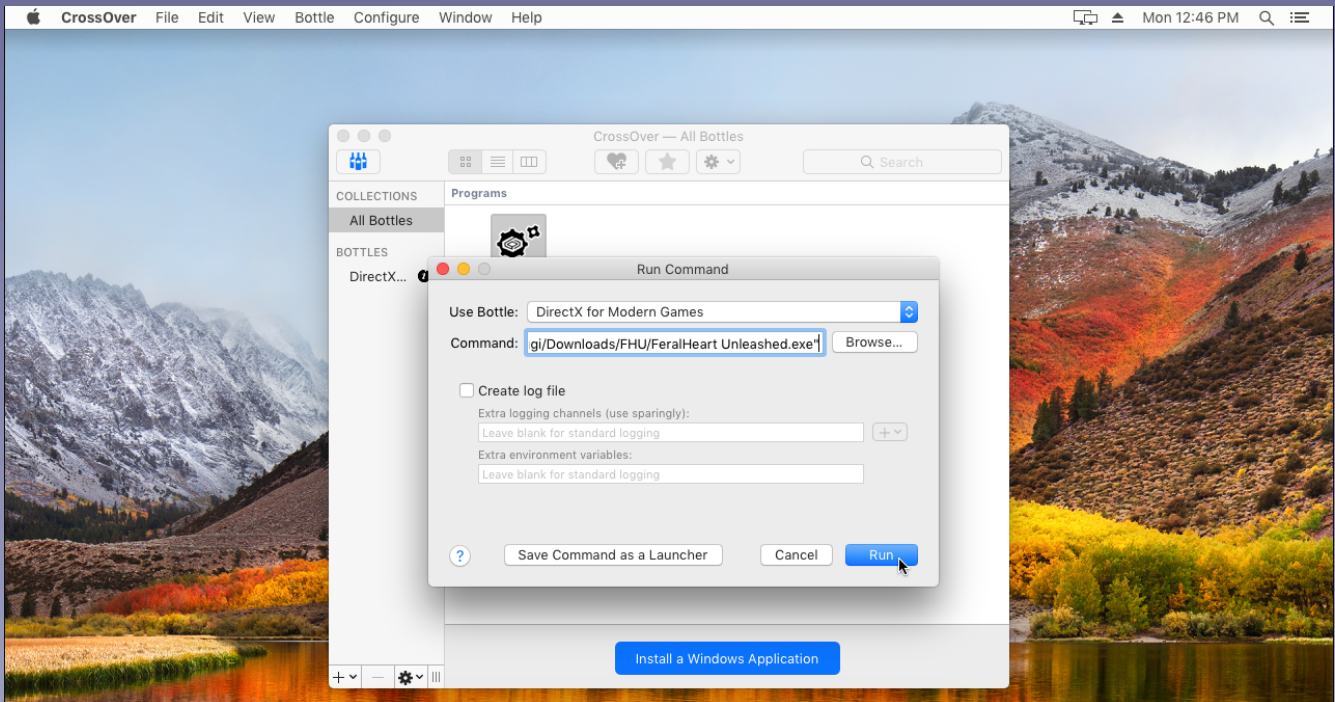 CrossOver File Edit View Bottle Configure Window Help Mon 12:46 PM
CrossOver — All Bottles
Search
COLLECTIONS
All Bottles
BOTTLES
DirectX...
Programs
Run Command
Use Bottle: DirectX for Modern Games
Command: gi/Downloads/FHU/FeralHeart Unleashed.exe" Browse...
Create log file
Extra logging channels (use sparingly):
Leave blank for standard logging
Extra environment variables:
Leave blank for standard logging
? Save Command as a Launcher Cancel Run
Install a Windows Application